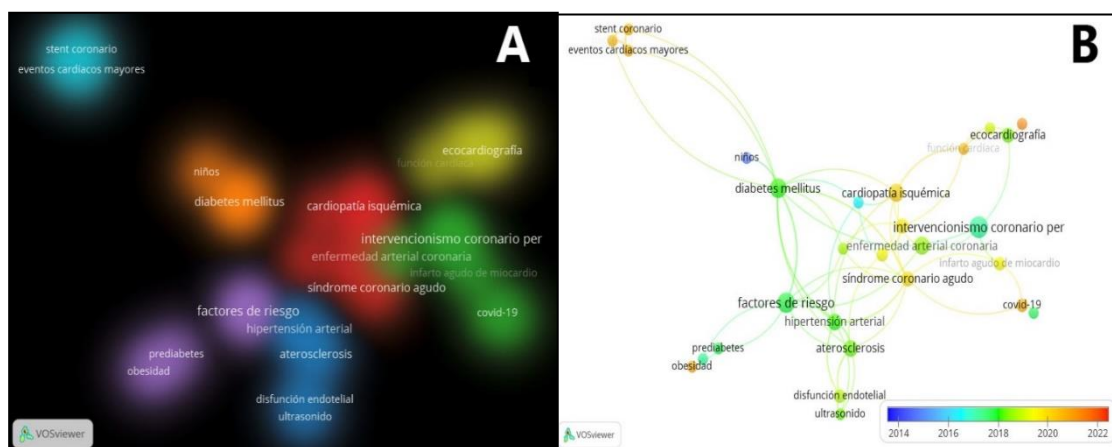 A
stent coronario
eventos cardíacos mayores
ecocardiografía
función cardíaca
niños
diabetes mellitus
cardiopatía isquémica
intervencionismo coronario per
enfermedad arterial coronaria
infarto agudo de miocardio
síndrome coronario agudo
factores de riesgo
covid-19
hipertensión arterial
prediabetes
aterosclerosis
obesidad
disfunción endotelial
ultrasonido
VOSviewer
B
stent coronario
eventos cardíacos mayores
ecocardiografía
función cardíaca
niños
diabetes mellitus
cardiopatía isquémica
intervencionismo coronario per
enfermedad arterial coronaria
infarto agudo de miocardio
síndrome coronario agudo
factores de riesgo
covid-19
hipertensión arterial
prediabetes
aterosclerosis
obesidad
disfunción endotelial
ultrasonido
VOSviewer
2014 2016 2018 2020 2022